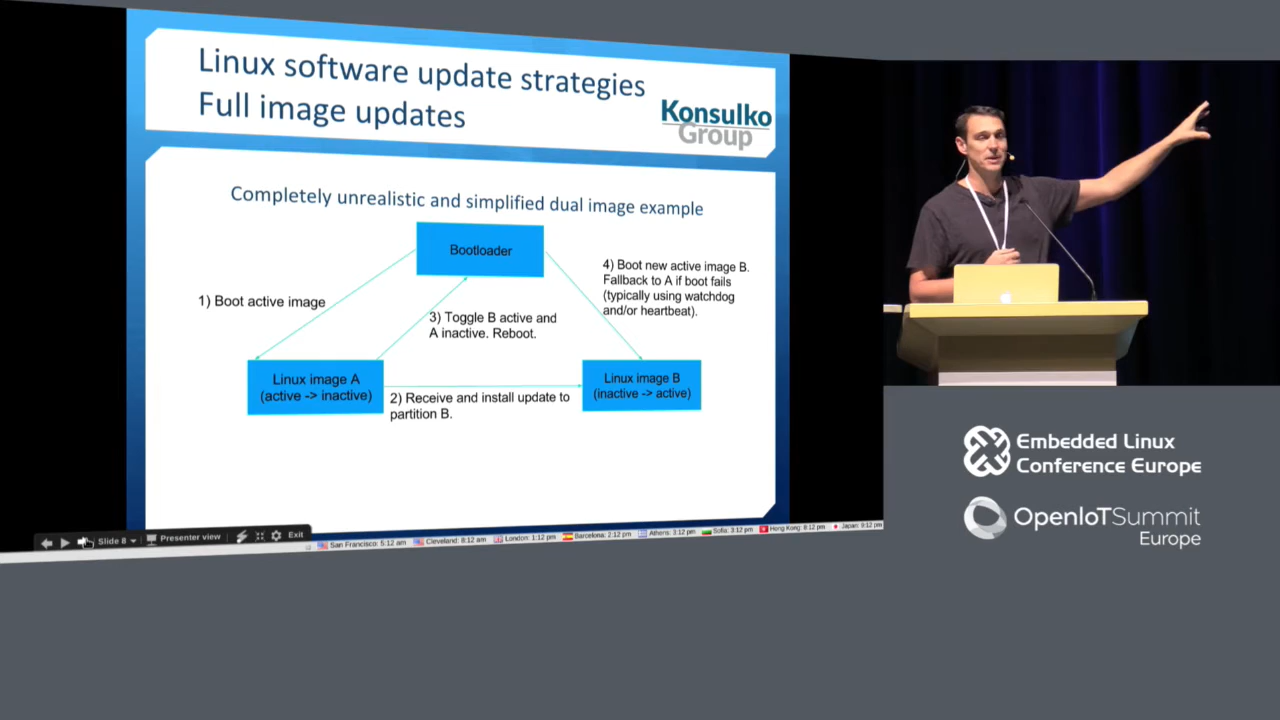 Linux software update strategies
Full image updates
Konsulko
Group
Completely unrealistic and simplified dual image example
Bootloader
1) Boot active image
3) Toggle B active and
A inactive. Reboot.
4) Boot new active image B.
Fallback to A if boot fails
(typically using watchdog
and/or heartbeat).
Linux image A
(active -> inactive)
2) Receive and install update to
partition B.
Linux image B
(inactive -> active)
Slide 8
Presenter view
Exit
San Francisco: 5:12 am
Cleveland: 8:12 am
London: 1:12 pm
Barcelona: 2:12 pm
Athens: 3:12 pm
Sofia: 3:12 pm
Hong Kong: 8:12 pm
Japan: 9:12 pm
Embedded Linux
Conference Europe
OpenIoTSummit
Europe